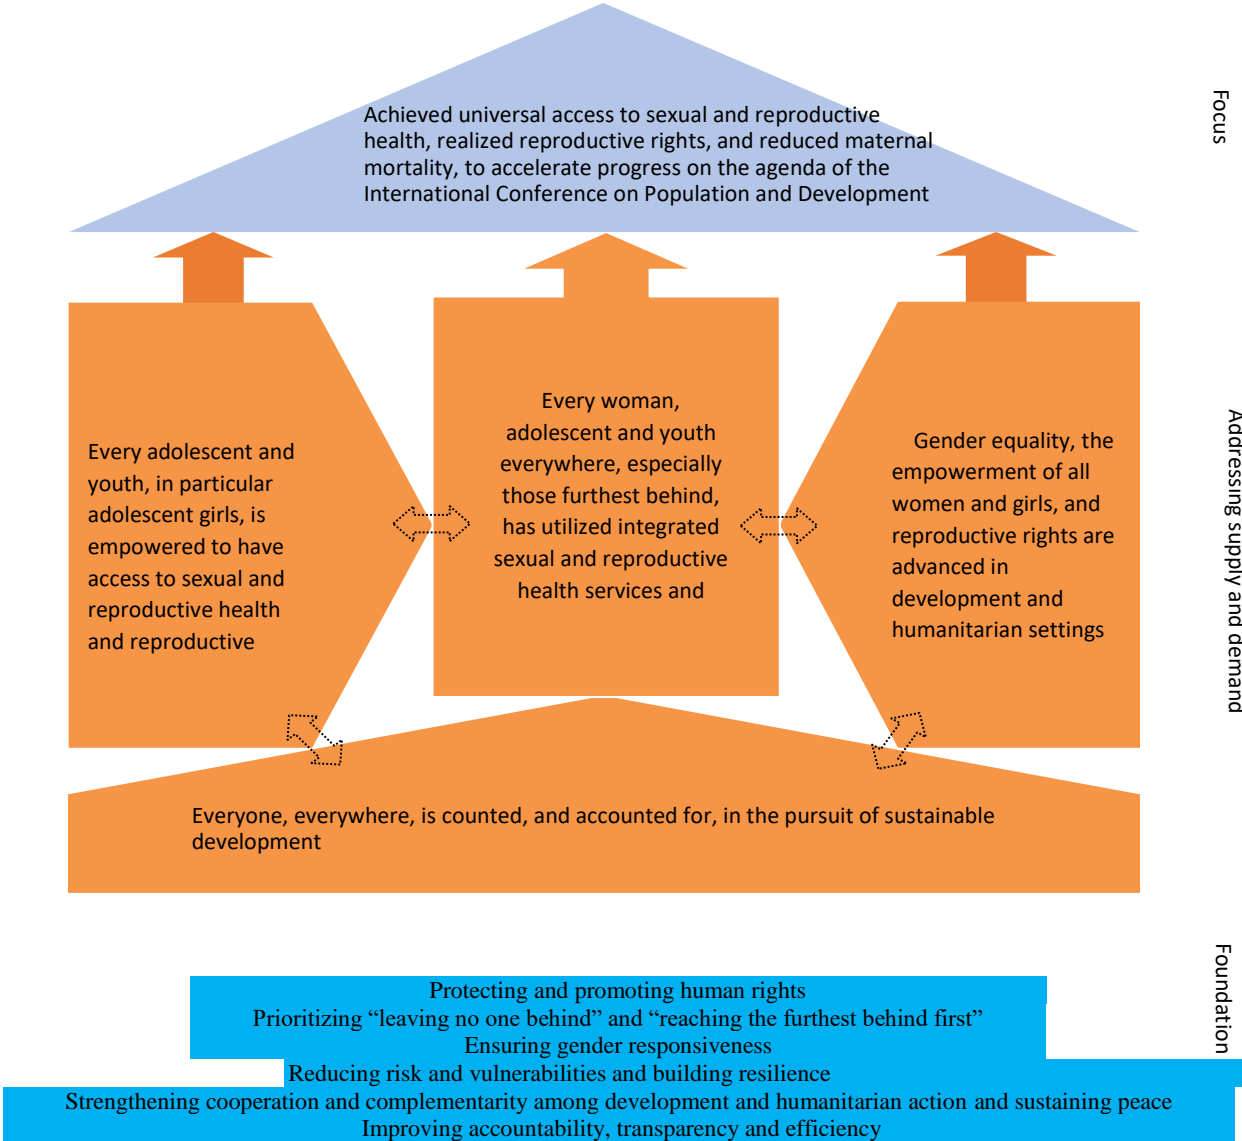 Achieved universal access to sexual and reproductive
health, realized reproductive rights, and reduced maternal
mortality, to accelerate progress on the agenda of the
International Conference on Population and Development
Focus
Every adolescent and
youth, in particular
adolescent girls, is
empowered to have
access to sexual and
reproductive health
and reproductive
Every woman,
adolescent and youth
everywhere, especially
those furthest behind,
has utilized integrated
sexual and reproductive
health services and
Gender equality, the
empowerment of all
women and girls, and
reproductive rights are
advanced in
development and
humanitarian settings
Addressing supply and demand
Everyone, everywhere, is counted, and accounted for, in the pursuit of sustainable
development
Foundation
Protecting and promoting human rights
Prioritizing “leaving no one behind” and “reaching the furthest behind first”
Ensuring gender responsiveness
Reducing risk and vulnerabilities and building resilience
Strengthening cooperation and complementarity among development and humanitarian action and sustaining peace
Improving accountability, transparency and efficiency